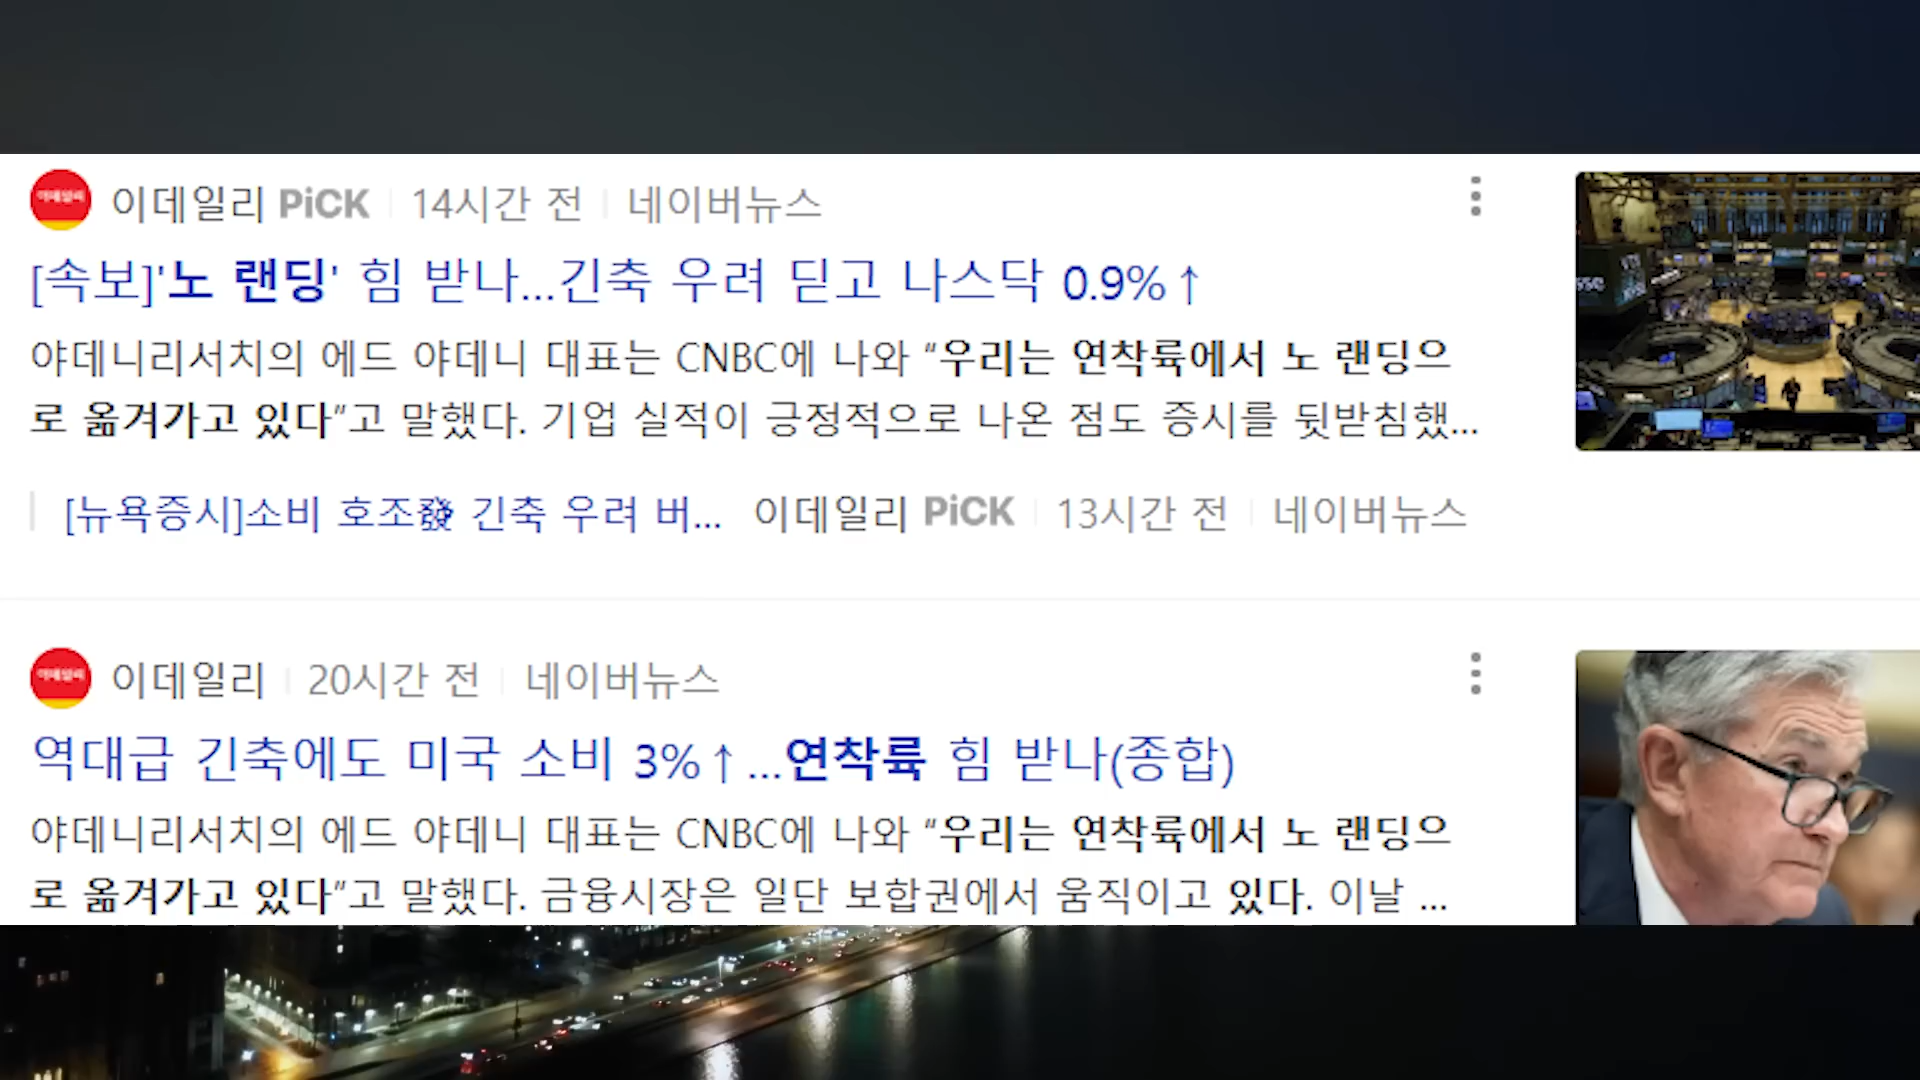 이데일리 이데일리 PiCK 14시간 전 네이버뉴스
[속보]'노 랜딩' 힘 받나...긴축 우려 딛고 나스닥 0.9%↑
야데니리서치의 에드 야데니 대표는 CNBC에 나와 “우리는 연착륙에서 노 랜딩으
로 옮겨가고 있다”고 말했다. 기업 실적이 긍정적으로 나온 점도 증시를 뒷받침했...
[뉴욕증시]소비 호조發 긴축 우려 버... 이데일리 PiCK 13시간 전 네이버뉴스
이데일리 이데일리 20시간 전 네이버뉴스
역대급 긴축에도 미국 소비 3%↑...연착륙 힘 받나(종합)
야데니리서치의 에드 야데니 대표는 CNBC에 나와 “우리는 연착륙에서 노 랜딩으
로 옮겨가고 있다”고 말했다. 금융시장은 일단 보합권에서 움직이고 있다. 이날 ...